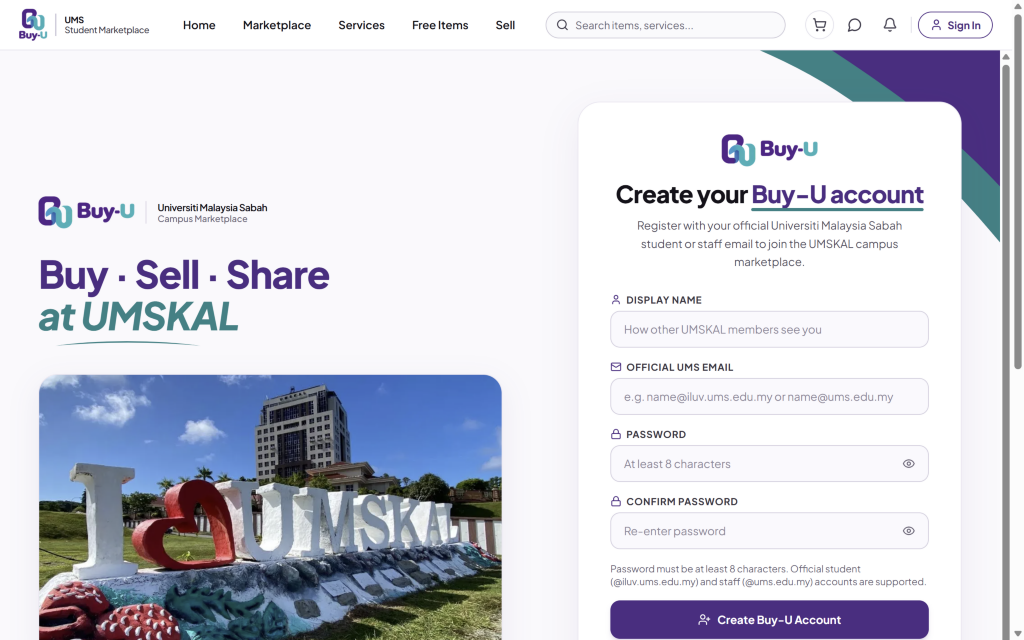 Buy-U
UMS
Student Marketplace
Home
Marketplace
Services
Free Items
Sell
Search items, services...
Sign In
Buy-U
Universiti Malaysia Sabah
Campus Marketplace
Buy · Sell · Share
at UMSKAL
I UMSKAL
Buy-U
Create your Buy-U account
Register with your official Universiti Malaysia Sabah
student or staff email to join the UMSKAL campus
marketplace.
DISPLAY NAME
How other UMSKAL members see you
OFFICIAL UMS EMAIL
e.g. name@iluv.ums.edu.my or name@ums.edu.my
PASSWORD
At least 8 characters
CONFIRM PASSWORD
Re-enter password
Password must be at least 8 characters. Official student
(@iluv.ums.edu.my) and staff (@ums.edu.my) accounts are supported.
Create Buy-U Account